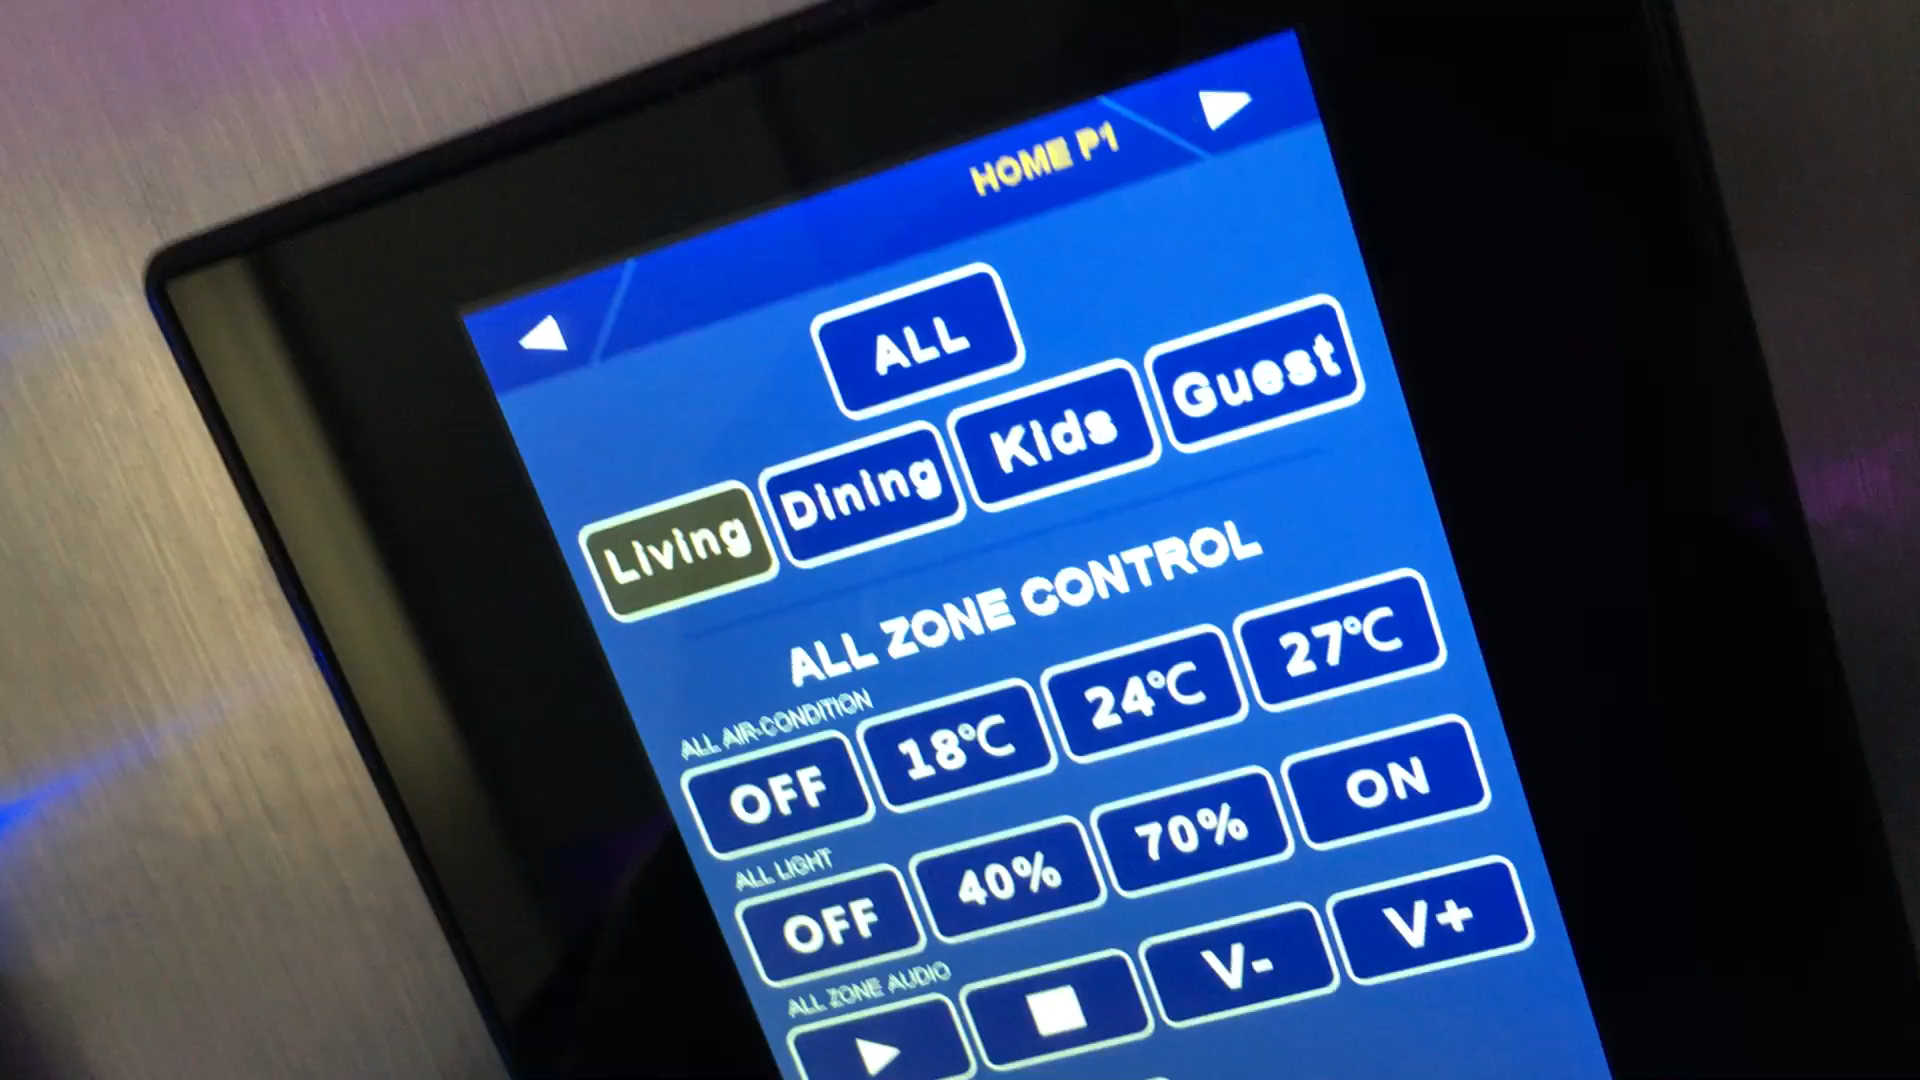 HOME P1
ALL
Living Dining Kids Guest
ALL ZONE CONTROL
ALL AIR-CONDITION
OFF 18°C 24°C 27°C
ALL LIGHT
OFF 40% 70% ON
ALL ZONE AUDIO
V- V+